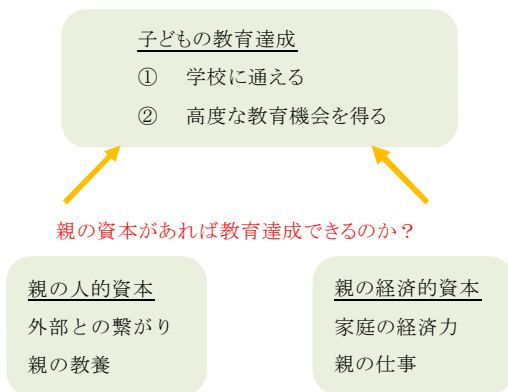 子どもの教育達成
① 学校に通える
② 高度な教育機会を得る
親の資本があれば教育達成できるのか？
親の人的資本
外部との繋がり
親の教養
親の経済的資本
家庭の経済力
親の仕事